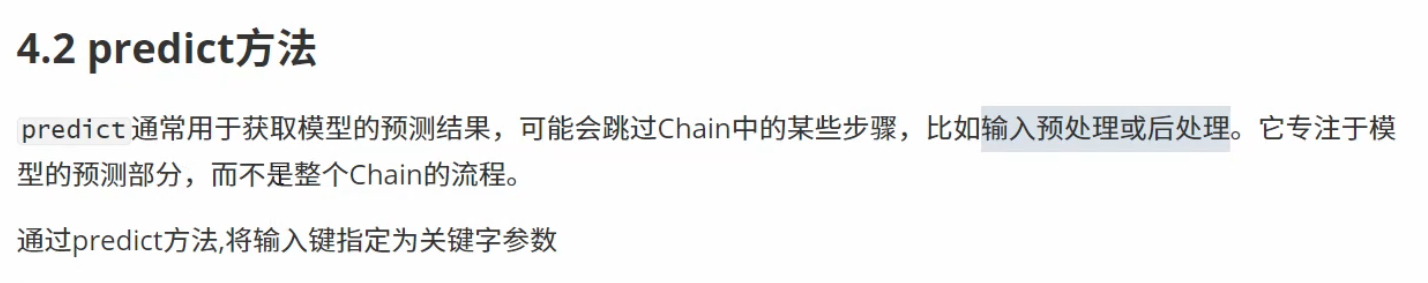 4.2 predict方法
predict通常用于获取模型的预测结果，可能会跳过Chain中的某些步骤，比如输入预处理或后处理。它专注于模
型的预测部分，而不是整个Chain的流程。
通过predict方法,将输入键指定为关键字参数